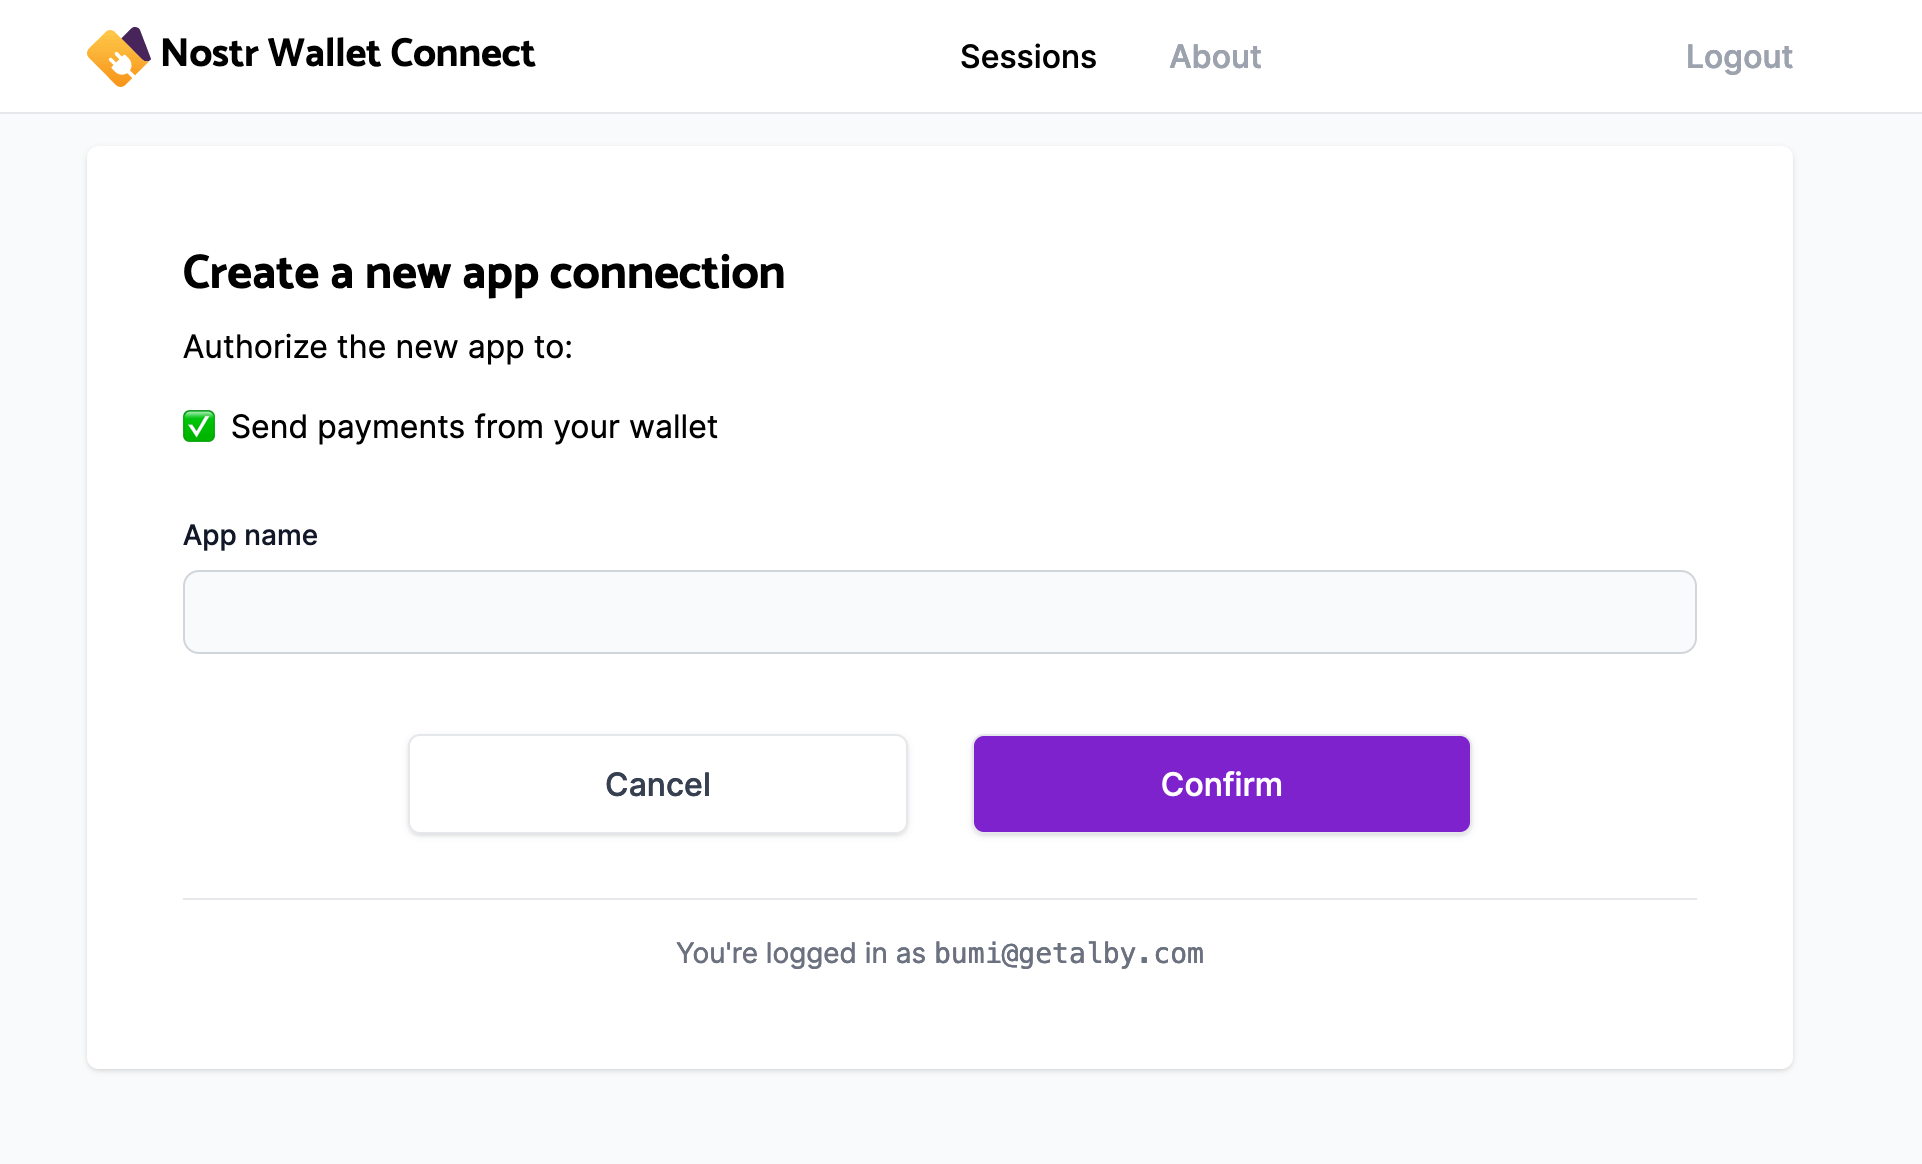 Nostr Wallet Connect
Sessions
About
Logout
Create a new app connection
Authorize the new app to:
Send payments from your wallet
App name
Cancel
Confirm
You're logged in as bumi@getalby.com